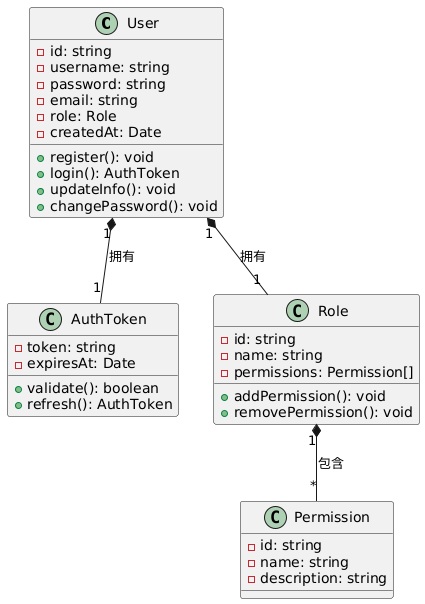 C User
id: string
username: string
password: string
email: string
role: Role
createdAt: Date
register(): void
login(): AuthToken
updateInfo(): void
changePassword(): void
1
1
拥有
拥有
1
1
C AuthToken
token: string
expiresAt: Date
validate(): boolean
refresh(): AuthToken
C Role
id: string
name: string
permissions: Permission[]
addPermission(): void
removePermission(): void
1
包含
*
C Permission
id: string
name: string
description: string